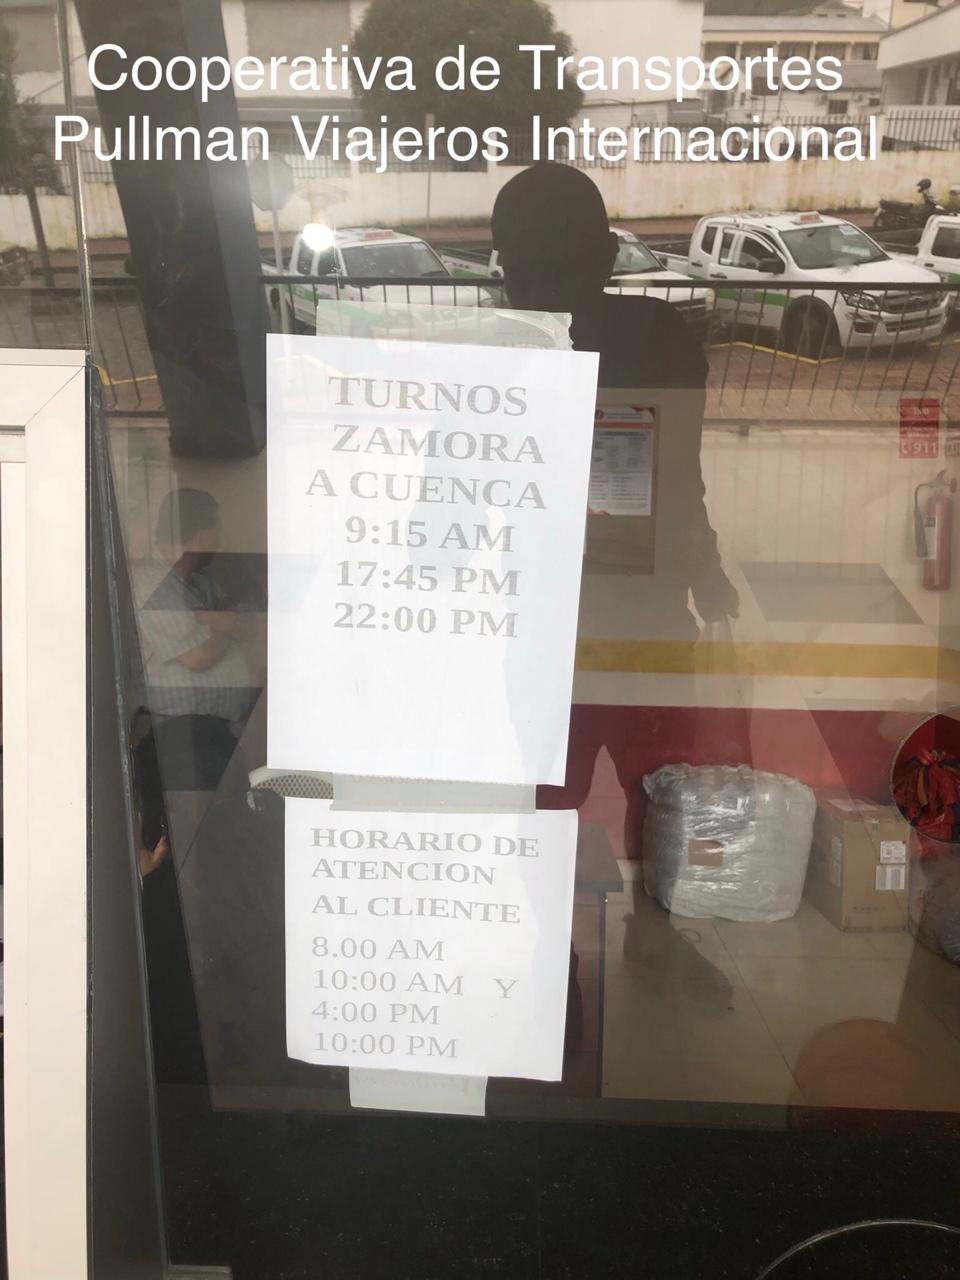 Cooperativa de Transportes
Pullman Viajeros Internacional
TURNOS
ZAMORA
A CUENCA
9:15 AM
17:45 PM
22:00 PM
HORARIO DE
ATENCION
AL CLIENTE
8.00 AM
10:00 AM Y
4:00 PM
10:00 PM
911